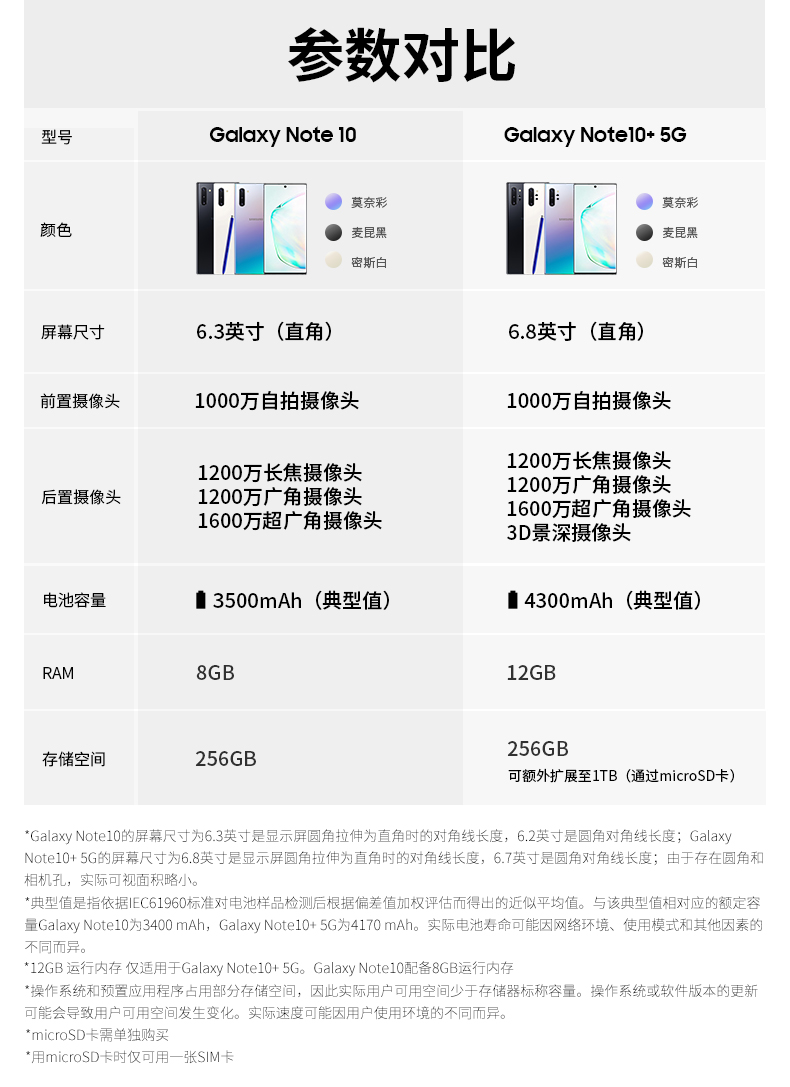 参数对比
型号
Galaxy Note 10
Galaxy Note10+ 5G
颜色
莫奈彩
麦昆黑
密斯白
莫奈彩
麦昆黑
密斯白
屏幕尺寸
6.3英寸（直角）
6.8英寸（直角）
前置摄像头
1000万自拍摄像头
1000万自拍摄像头
后置摄像头
1200万长焦摄像头
1200万广角摄像头
1600万超广角摄像头
1200万长焦摄像头
1200万广角摄像头
1600万超广角摄像头
3D景深摄像头
电池容量
3500mAh（典型值）
4300mAh（典型值）
RAM
8GB
12GB
存储空间
256GB
256GB
可额外扩展至1TB（通过microSD卡）
*Galaxy Note10的屏幕尺寸为6.3英寸是显示屏圆角拉伸为直角时的对角线长度，6.2英寸是圆角对角线长度；Galaxy
Note10+ 5G的屏幕尺寸为6.8英寸是显示屏圆角拉伸为直角时的对角线长度，6.7英寸是圆角对角线长度；由于存在圆角和
相机孔，实际可视面积略小。
*典型值是指依据IEC61960标准对电池样品检测后根据偏差值加权评估而得出的近似平均值。与该典型值相对应的额定容
量Galaxy Note10为3400 mAh，Galaxy Note10+ 5G为4170 mAh。实际电池寿命可能因网络环境、使用模式和其他因素的
不同而异。
*12GB 运行内存 仅适用于Galaxy Note10+ 5G。Galaxy Note10配备8GB运行内存
*操作系统和预置应用程序占用部分存储空间，因此实际用户可用空间少于存储器标称容量。操作系统或软件版本的更新
可能会导致用户可用空间发生变化。实际速度可能因用户使用环境的不同而异。
*microSD卡需单独购买
*用microSD卡时仅可用一张SIM卡